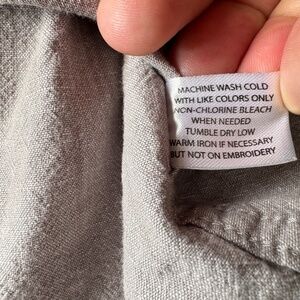 MACHINE WASH COLD
WITH LIKE COLORS ONLY
NON-CHLORINE BLEACH
WHEN NEEDED
TUMBLE DRY LOW
WARM IRON IF NECESSARY
BUT NOT ON EMBROIDERY